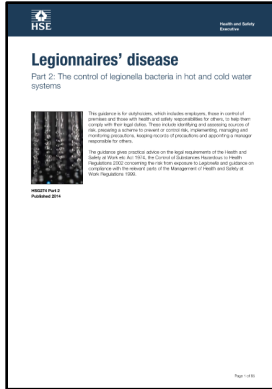 HSE
Health and Safety
Executive
Legionnaires' disease
Part 2: The control of legionella bacteria in hot and cold water
systems
This guidance is for dutyholders, which includes employers, those in control of
premises and those with health and safety responsibilities for others, to help them
comply with their legal duties. These include identifying and assessing sources of
risk, preparing a scheme to prevent or control risk, implementing, managing and
monitoring precautions, keeping records of precautions and appointing a manager
responsible for others.
The guidance gives practical advice on the legal requirements of the Health and
Safety at Work etc Act 1974, the Control of Substances Hazardous to Health
Regulations 2002 concerning the risk from exposure to Legionella and guidance on
compliance with the relevant parts of the Management of Health and Safety at
Work Regulations 1999.
HSG274 Part 2
Published 2014
Page 1 of